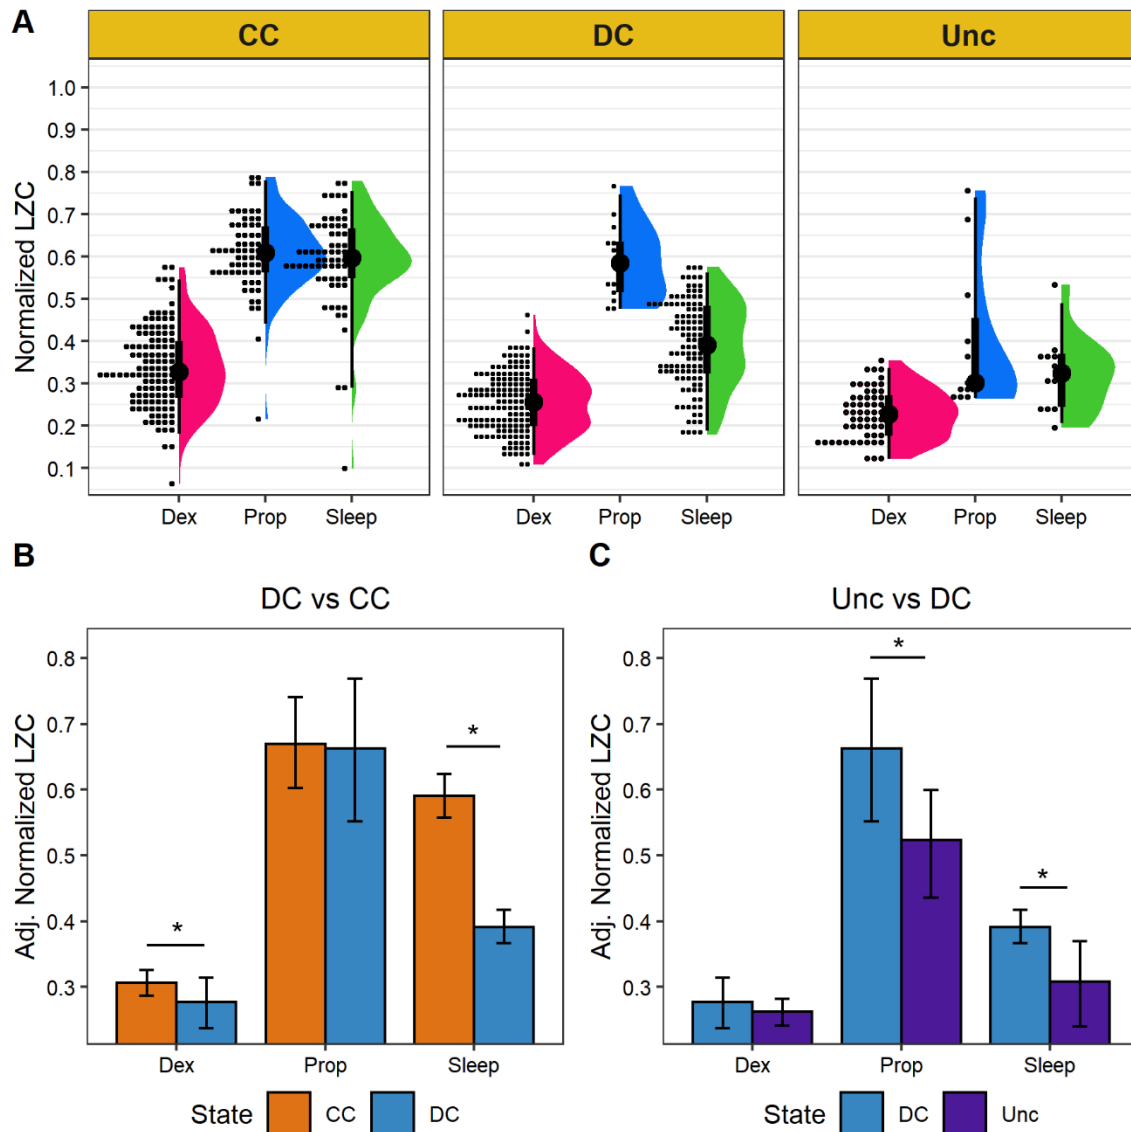 A
CC DC Unc
Normalized LZC
1.0
0.9
0.8
0.7
0.6
0.5
0.4
0.3
0.2
0.1
Dex Prop Sleep Dex Prop Sleep Dex Prop Sleep
B
DC vs CC
Adj. Normalized LZC
0.8
0.7
0.6
0.5
0.4
0.3
* *
Dex Prop Sleep
State CC DC
C
Unc vs DC
Adj. Normalized LZC
0.8
0.7
0.6
0.5
0.4
0.3
* *
Dex Prop Sleep
State DC Unc